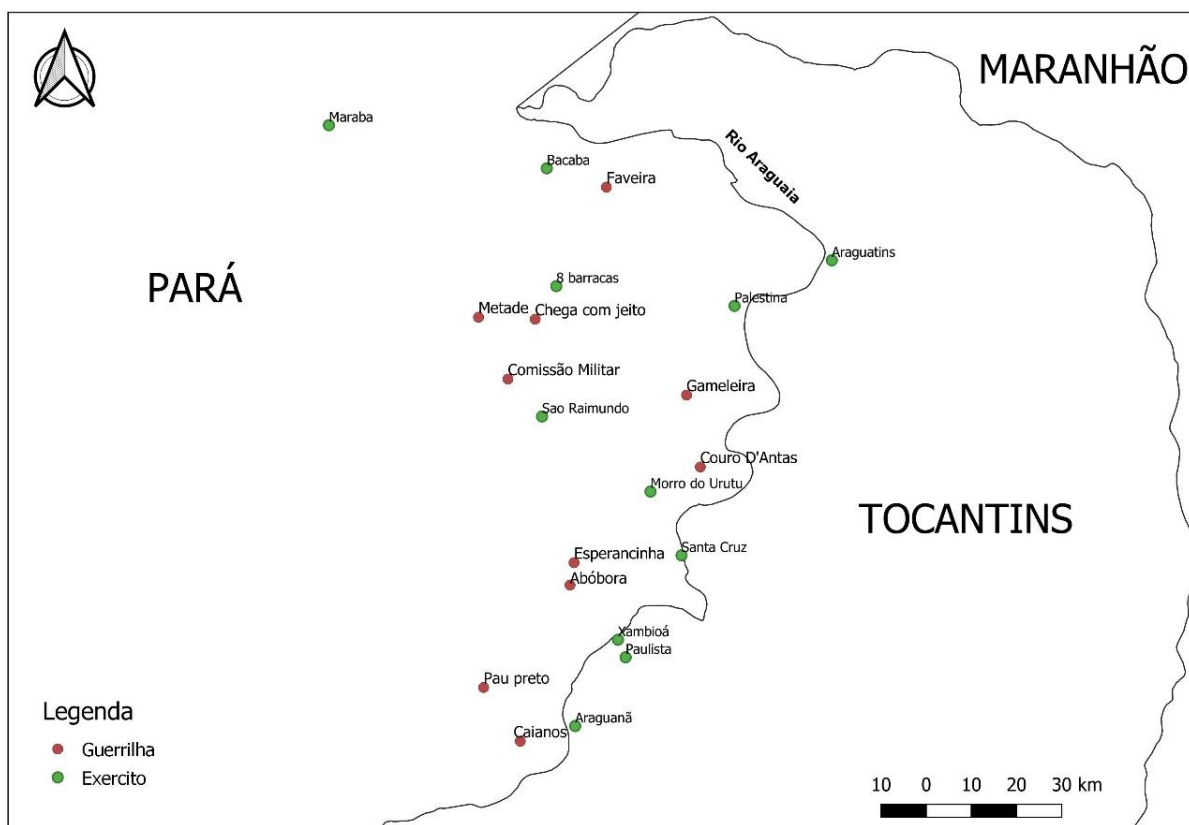 MARANHÃO
Maraba
Bacaba
Faveira
Rio Araguaia
Araguatins
PARÁ
8 barracas
Palestina
Metade
Chega com jeito
Comissão Militar
Gameleira
Sao Raimundo
Couro D'Antas
Morro do Urutu
TOCANTINS
Santa Cruz
Esperancinha
Abóbora
Xambioá
Paulista
Pau preto
Araguanã
Caianos
Legenda
Guerrilha
Exercito
10 0 10 20 30 km